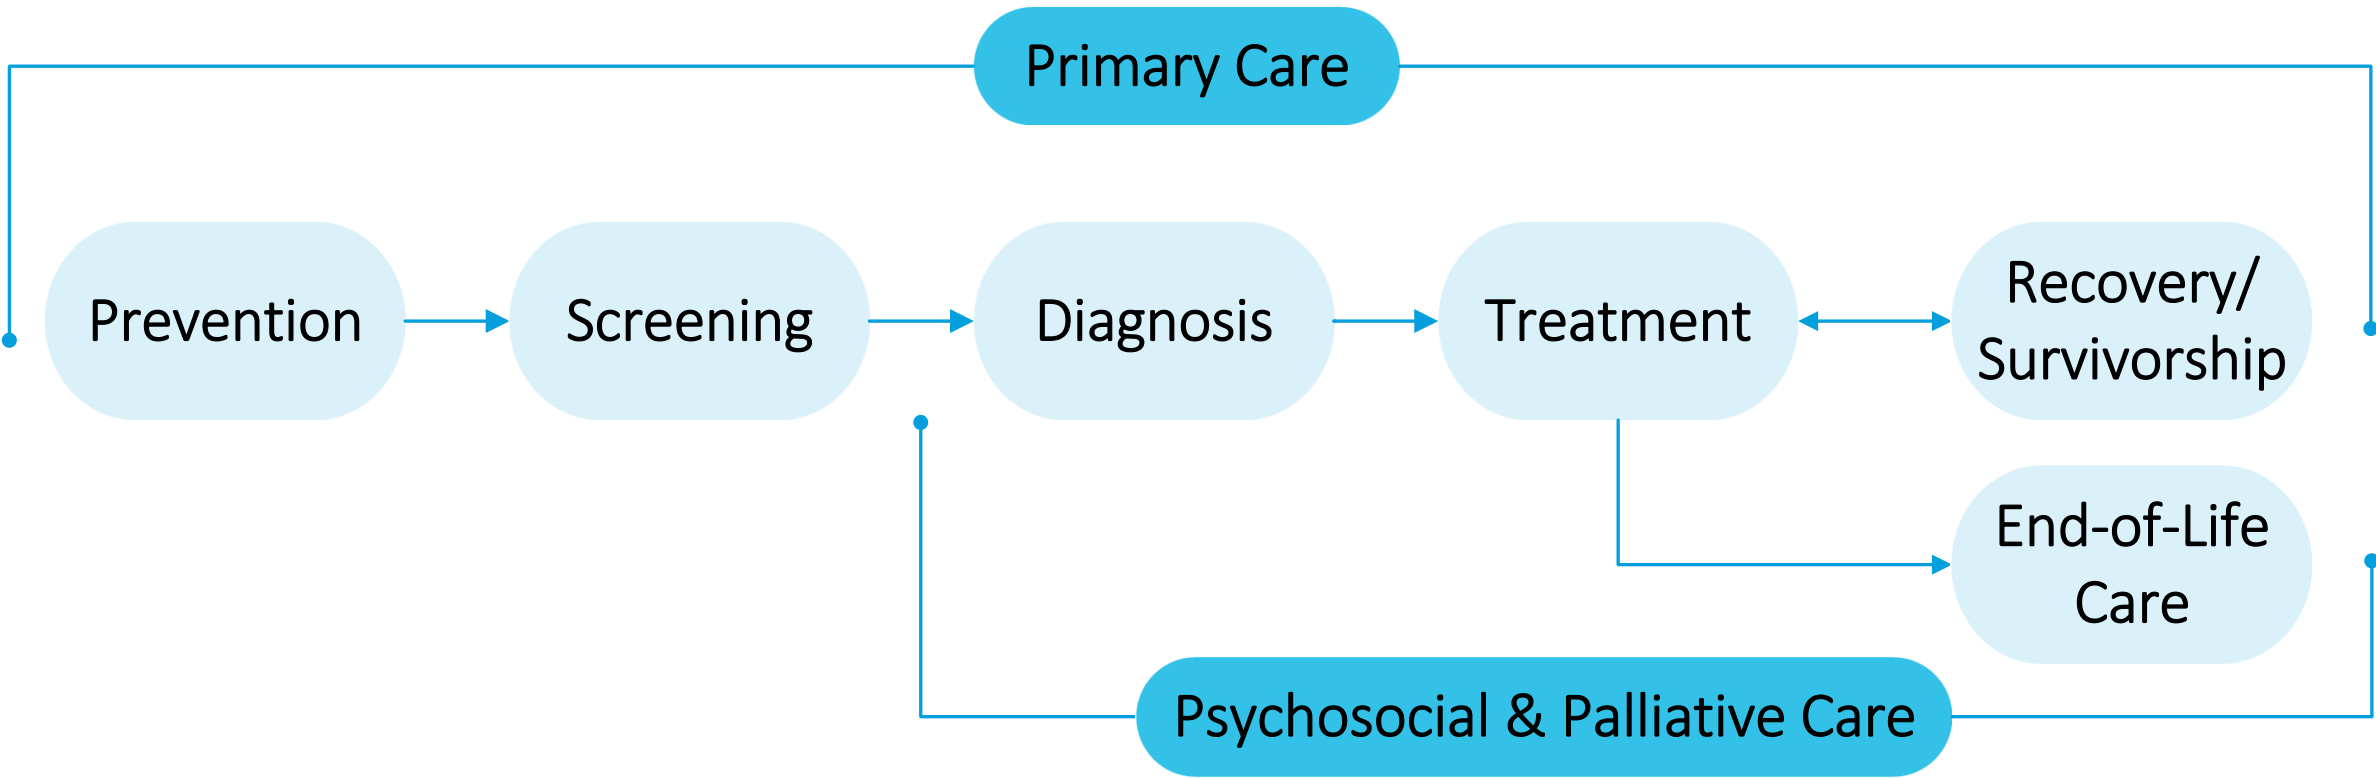 Primary Care
Prevention
Screening
Diagnosis
Treatment
Recovery/
Survivorship
End-of-Life
Care
Psychosocial & Palliative Care